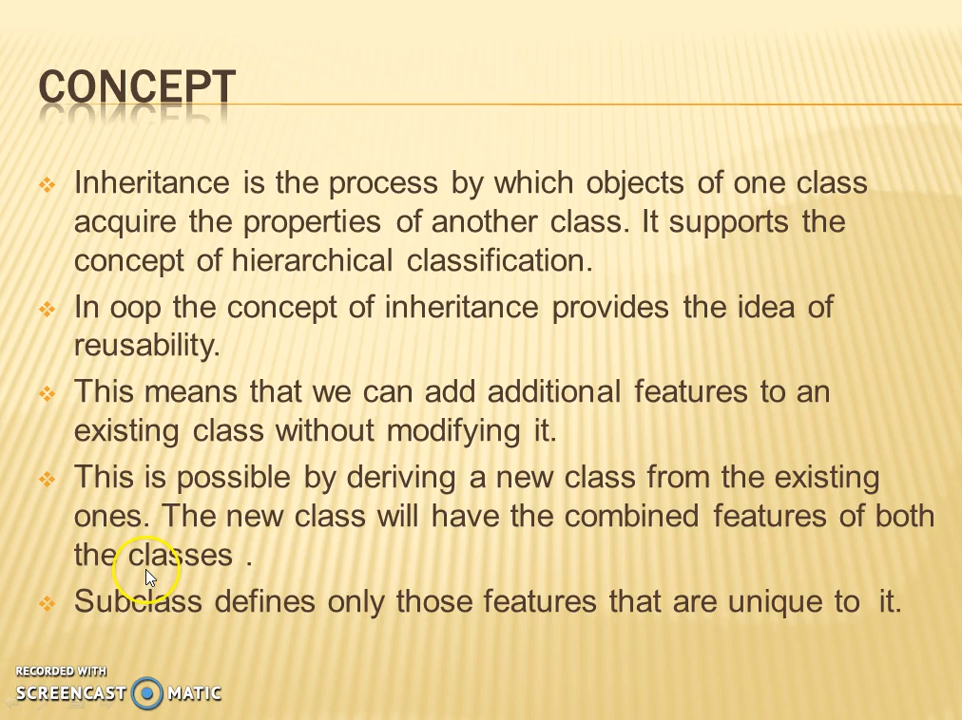 CONCEPT
Inheritance is the process by which objects of one class
acquire the properties of another class. It supports the
concept of hierarchical classification.
In oop the concept of inheritance provides the idea of
reusability.
This means that we can add additional features to an
existing class without modifying it.
This is possible by deriving a new class from the existing
ones. The new class will have the combined features of both
the classes .
Subclass defines only those features that are unique to it.
RECORDED WITH
SCREENCAST MATIC